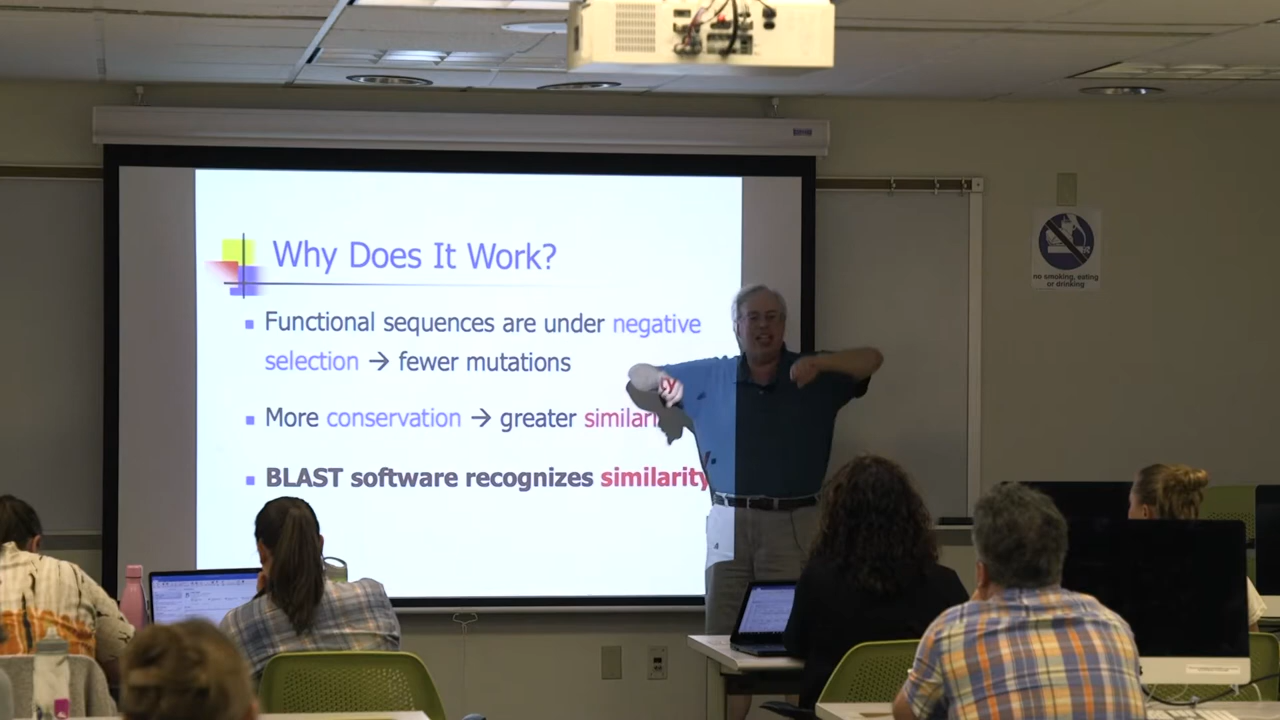 Why Does It Work?
Functional sequences are under negative
selection → fewer mutations
More conservation → greater similari
BLAST software recognizes similarity
no smoking, eating
or drinking